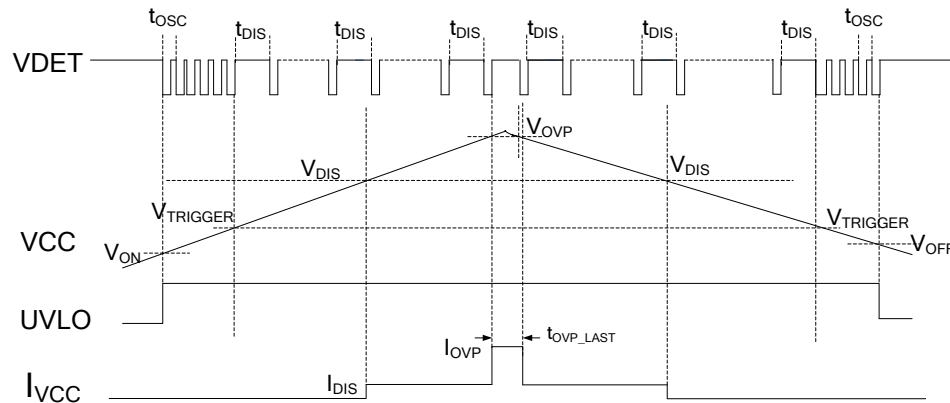 tOSC tDIS tDIS tDIS tDIS tDIS tDIS tOSC
VDET
VOVP
VDIS VDIS
VTRIGGER VTRIGGER
VCC
VON VOFF
UVLO
IOVP tOVP_LAST
IDIS
IVCC